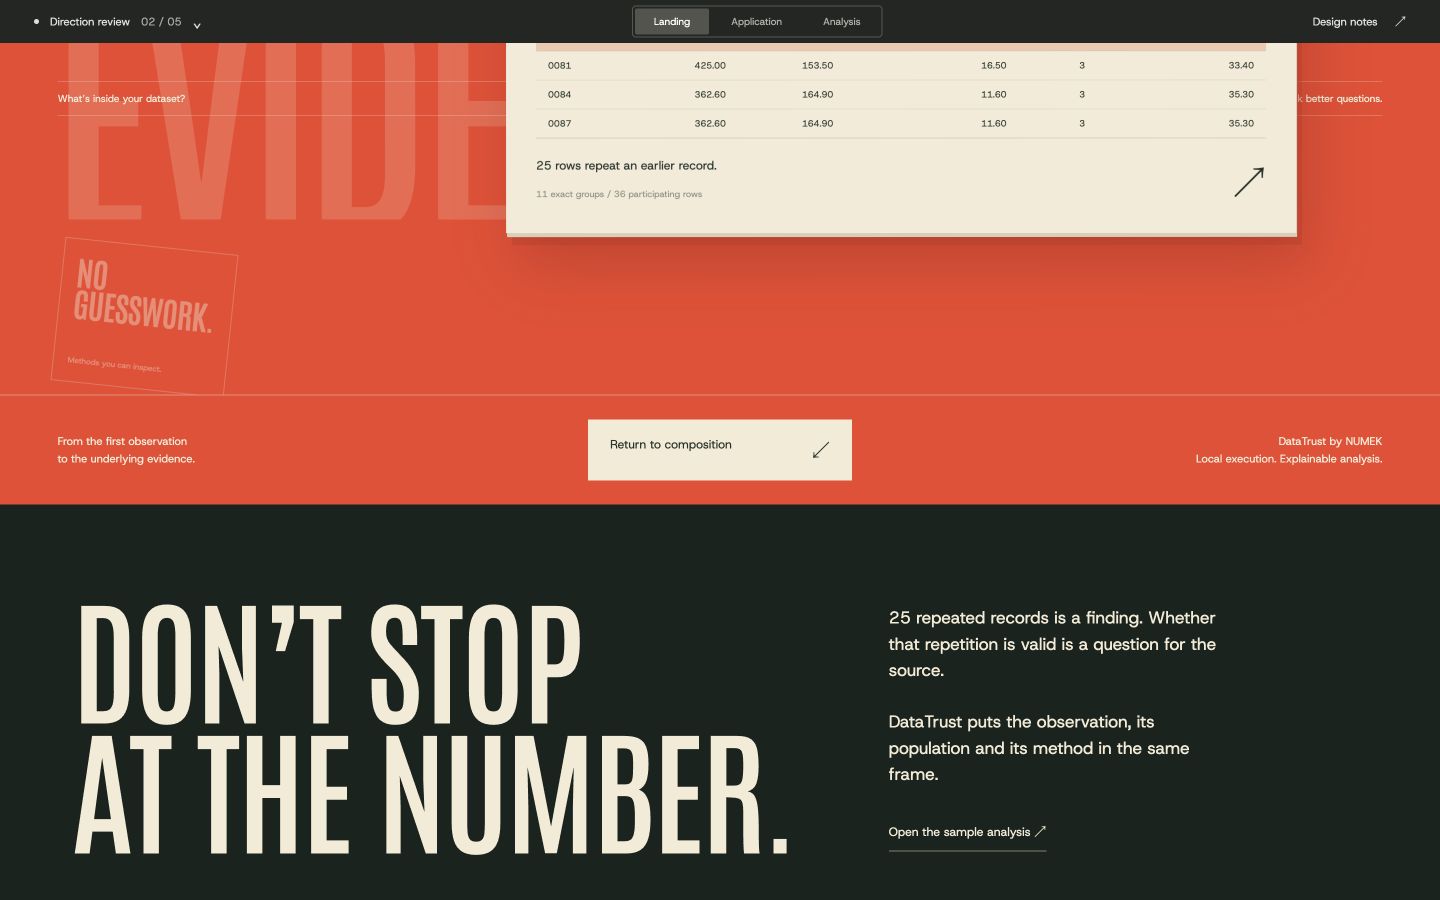 Direction review 02 / 05
Landing
Application
Analysis
Design notes
EVIDE
What's inside your dataset?
better questions.
0081 425.00 153.50 16.50 3 33.40
0084 362.60 164.90 11.60 3 35.30
0087 362.60 164.90 11.60 3 35.30
25 rows repeat an earlier record.
11 exact groups / 36 participating rows
NO
GUESSWORK.
Methods you can inspect.
From the first observation
to the underlying evidence.
Return to composition
DataTrust by NUMEK
Local execution. Explainable analysis.
DON'T STOP
AT THE NUMBER.
25 repeated records is a finding. Whether
that repetition is valid is a question for the
source.
DataTrust puts the observation, its
population and its method in the same
frame.
Open the sample analysis